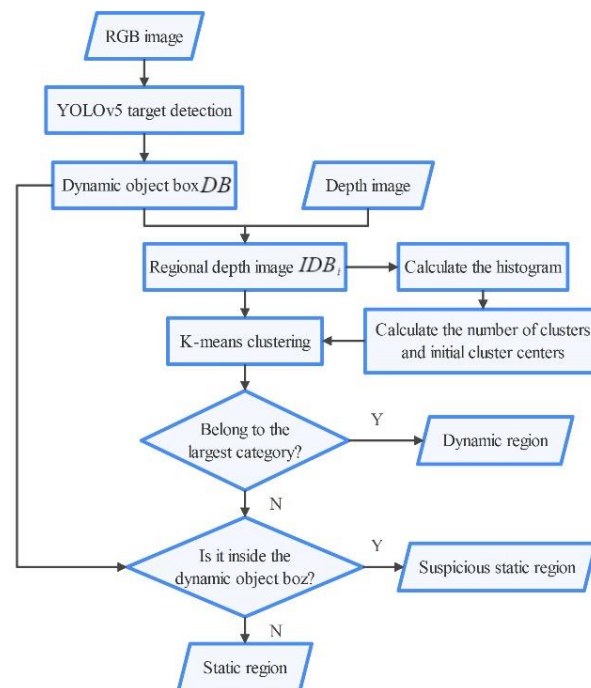 RGB image
YOLOv5 target detection
Dynamic object box DB
Depth image
Regional depth image IDBᵢ
Calculate the histogram
K-means clustering
Calculate the number of clusters
and initial cluster centers
Belong to the
largest category?
Y
Dynamic region
N
Is it inside the
dynamic object boz?
Y
Suspicious static region
N
Static region